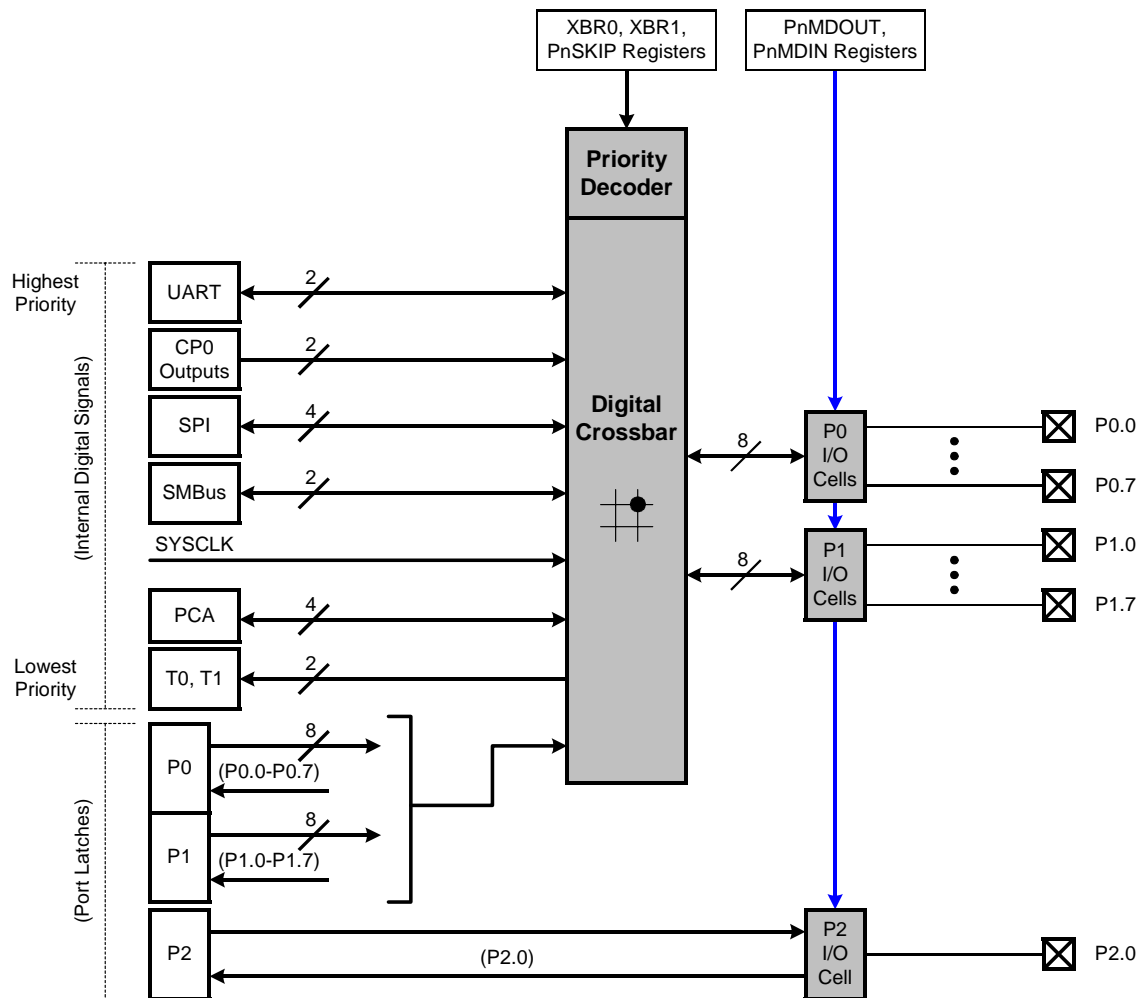 XBR0, XBR1,
PnSKIP Registers
PnMDOUT,
PnMDIN Registers
Priority
Decoder
Highest
Priority
(Internal Digital Signals)
UART
2
CP0
Outputs
2
SPI
4
SMBus
2
SYSCLK
PCA
4
Lowest
Priority
T0, T1
2
Digital
Crossbar
8
P0
I/O
Cells
P0.0
P0.7
8
P1
I/O
Cells
P1.0
P1.7
(Port Latches)
P0
8
(P0.0-P0.7)
P1
8
(P1.0-P1.7)
P2
(P2.0)
P2
I/O
Cell
P2.0